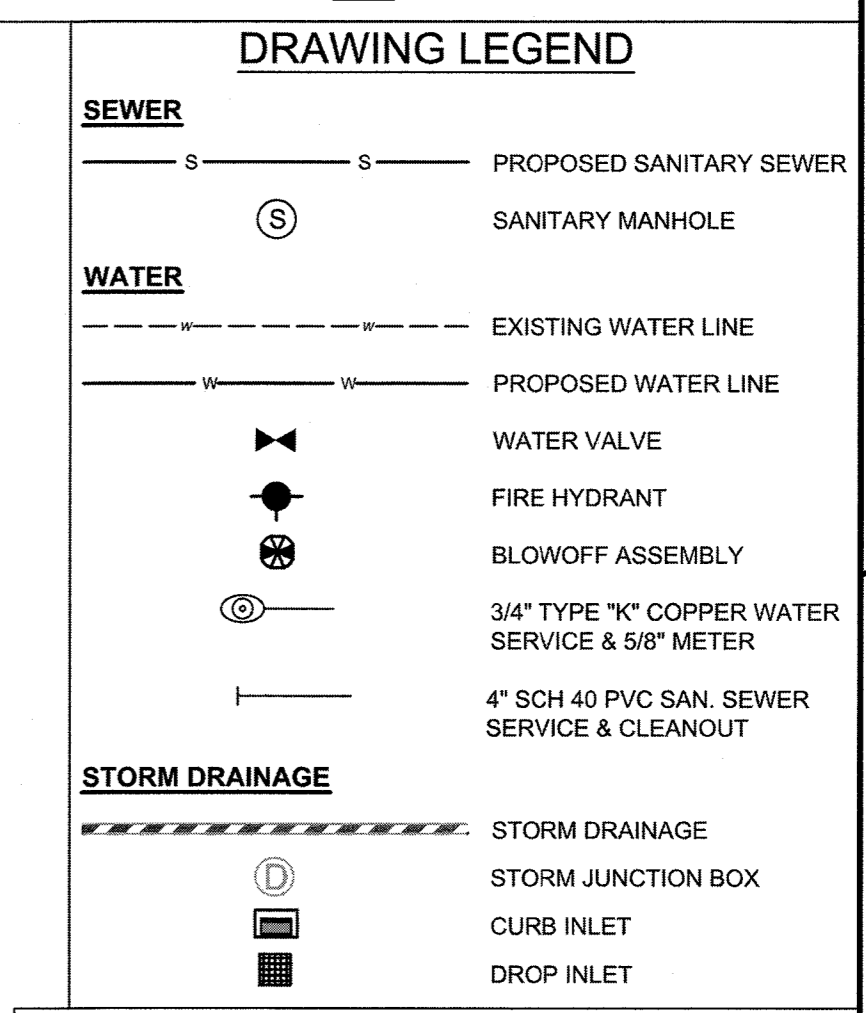 DRAWING LEGEND
SEWER
S S PROPOSED SANITARY SEWER
S SANITARY MANHOLE
WATER
W W EXISTING WATER LINE
W W PROPOSED WATER LINE
WATER VALVE
FIRE HYDRANT
BLOWOFF ASSEMBLY
3/4" TYPE "K" COPPER WATER
SERVICE & 5/8" METER
4" SCH 40 PVC SAN. SEWER
SERVICE & CLEANOUT
STORM DRAINAGE
STORM DRAINAGE
D STORM JUNCTION BOX
CURB INLET
DROP INLET